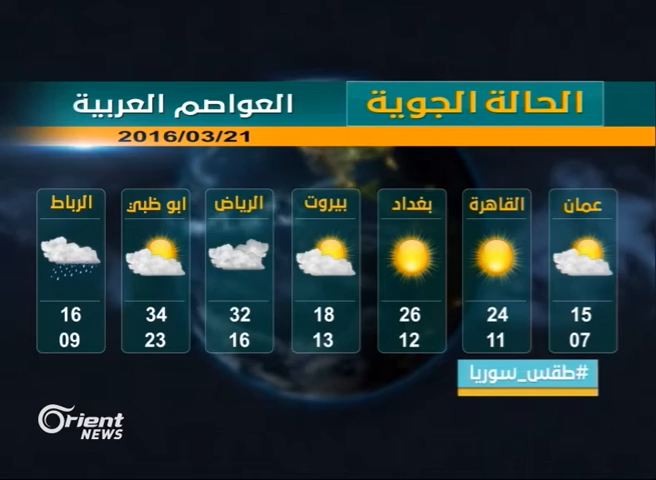 الحالة الجوية
العواصم العربية
2016/03/21
عمان
15
07
القاهرة
24
11
بغداد
26
12
بيروت
18
13
الرياض
32
16
ابو ظبي
34
23
الرباط
16
09
#طقس_سوريا
Orient
NEWS